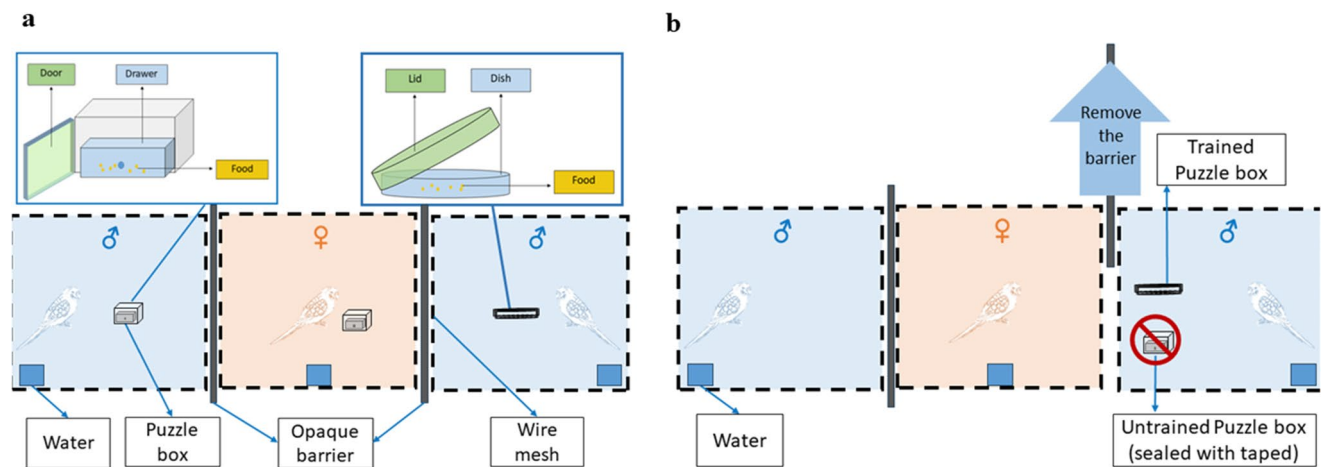 a
Door
Drawer
Food
Lid
Dish
Food
♂
♀
♂
Water
Puzzle
box
Opaque
barrier
Wire
mesh
b
Remove
the
barrier
Trained
Puzzle box
♂
♀
♂
Water
Untrained Puzzle box
(sealed with taped)